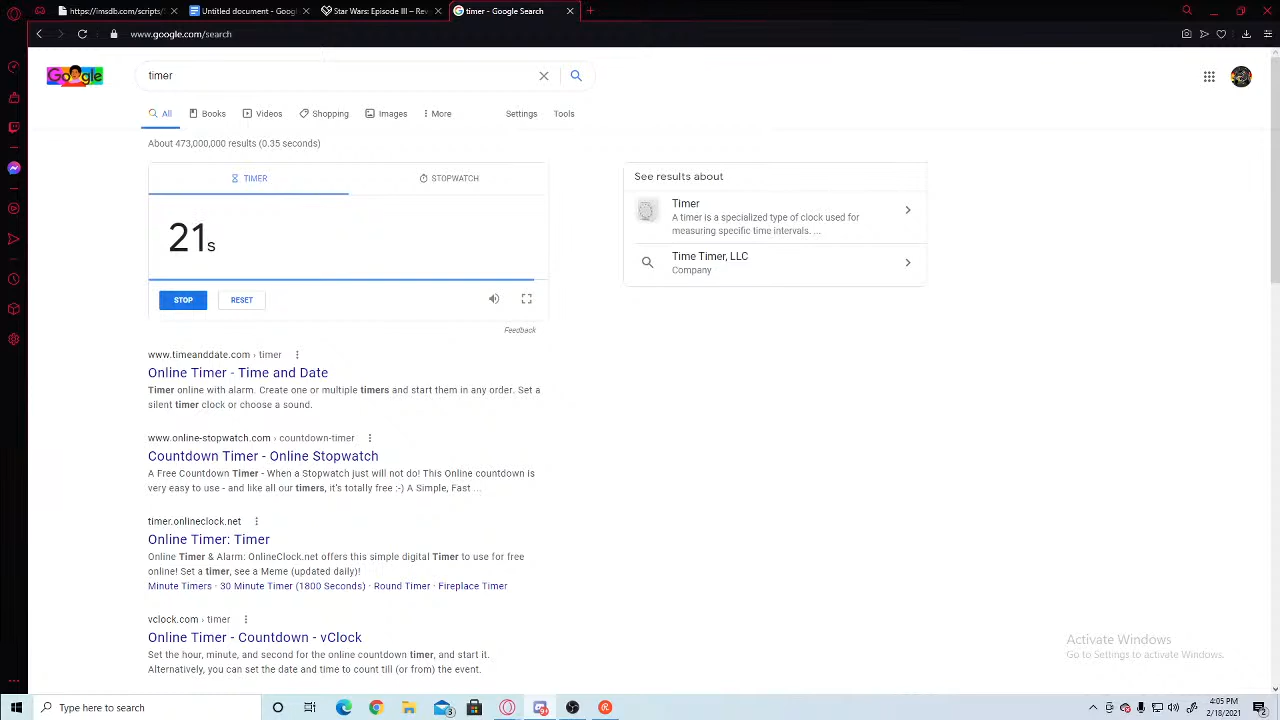 https://imsdb.com/scripts/S
Untitled document - Googl
Star Wars: Episode III – Reve
timer - Google Search
www.google.com/search
Google
timer
All
Books
Videos
Shopping
Images
More
Settings
Tools
About 473,000,000 results (0.35 seconds)
TIMER
STOPWATCH
21s
STOP
RESET
Feedback
See results about
Timer
A timer is a specialized type of clock used for
measuring specific time intervals. ...
Time Timer, LLC
Company
www.timeanddate.com › timer
Online Timer - Time and Date
Timer online with alarm. Create one or multiple timers and start them in any order. Set a
silent timer clock or choose a sound.
www.online-stopwatch.com › countdown-timer
Countdown Timer - Online Stopwatch
A Free Countdown Timer - When a Stopwatch just will not do! This Online countdown is
very easy to use - and like all our timers, it's totally free :-) A Simple, Fast ...
timer.onlineclock.net
Online Timer: Timer
Online Timer & Alarm: OnlineClock.net offers this simple digital Timer to use for free
online! Set a timer, see a Meme (updated daily)!
Minute Timers · 30 Minute Timer (1800 Seconds) · Round Timer · Fireplace Timer
vclock.com › timer
Online Timer - Countdown - vClock
Set the hour, minute, and second for the online countdown timer, and start it.
Alternatively, you can set the date and time to count till (or from) the event.
Activate Windows
Go to Settings to activate Windows.
Type here to search
4:05 PM
2/18/2021